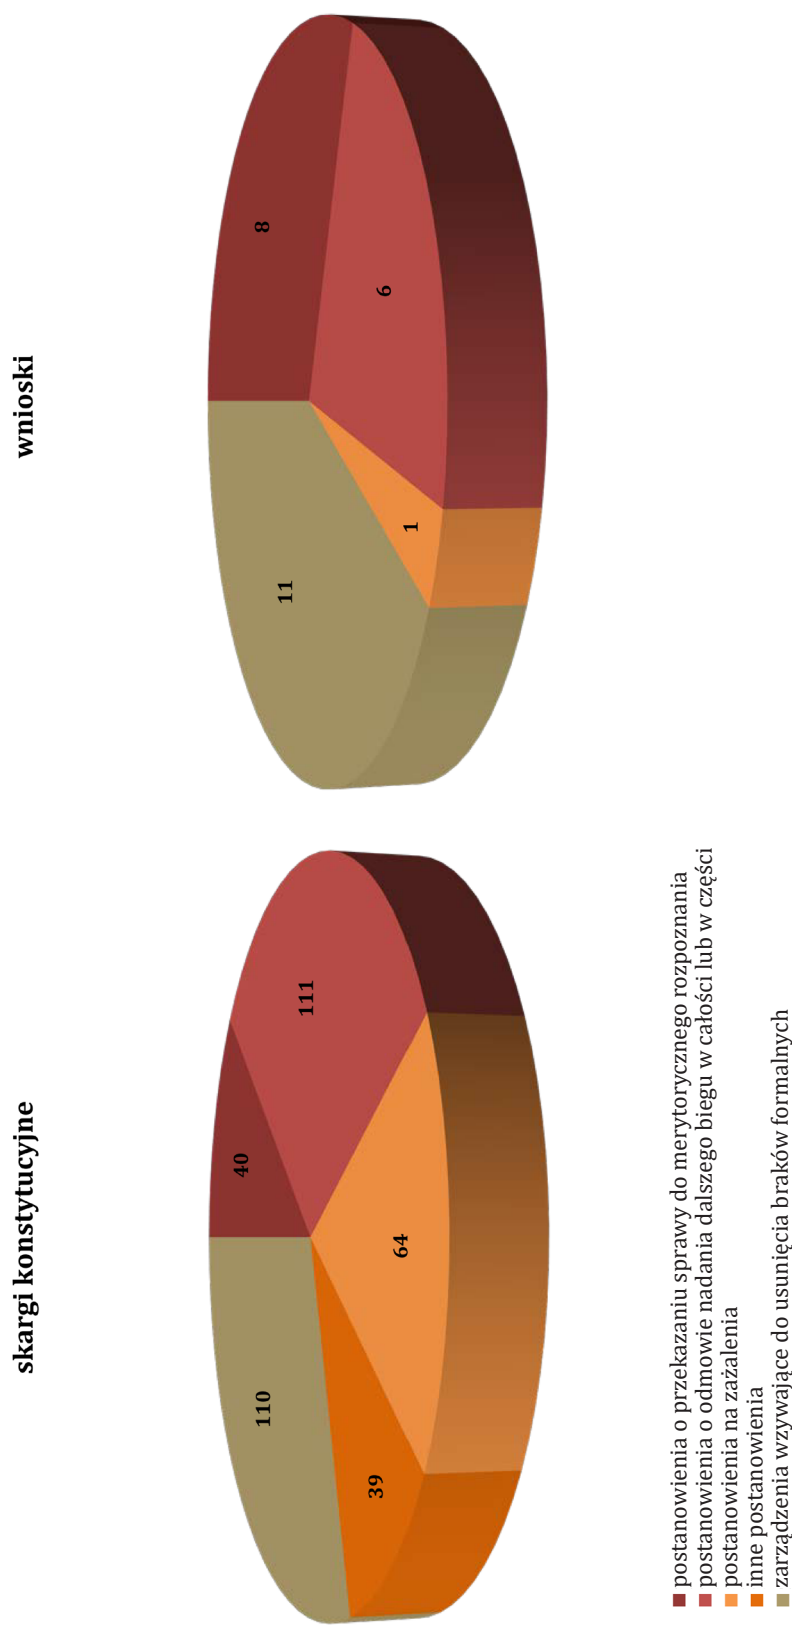 skargi konstytucyjne
40
111
64
39
110
wnioski
8
6
1
11
postanowienia o przekazaniu sprawy do merytorycznego rozpoznania
postanowienia o odmowie nadania dalszego biegu w całości lub w części
postanowienia na zażalenia
inne postanowienia
zarządzenia wzywające do usunięcia braków formalnych